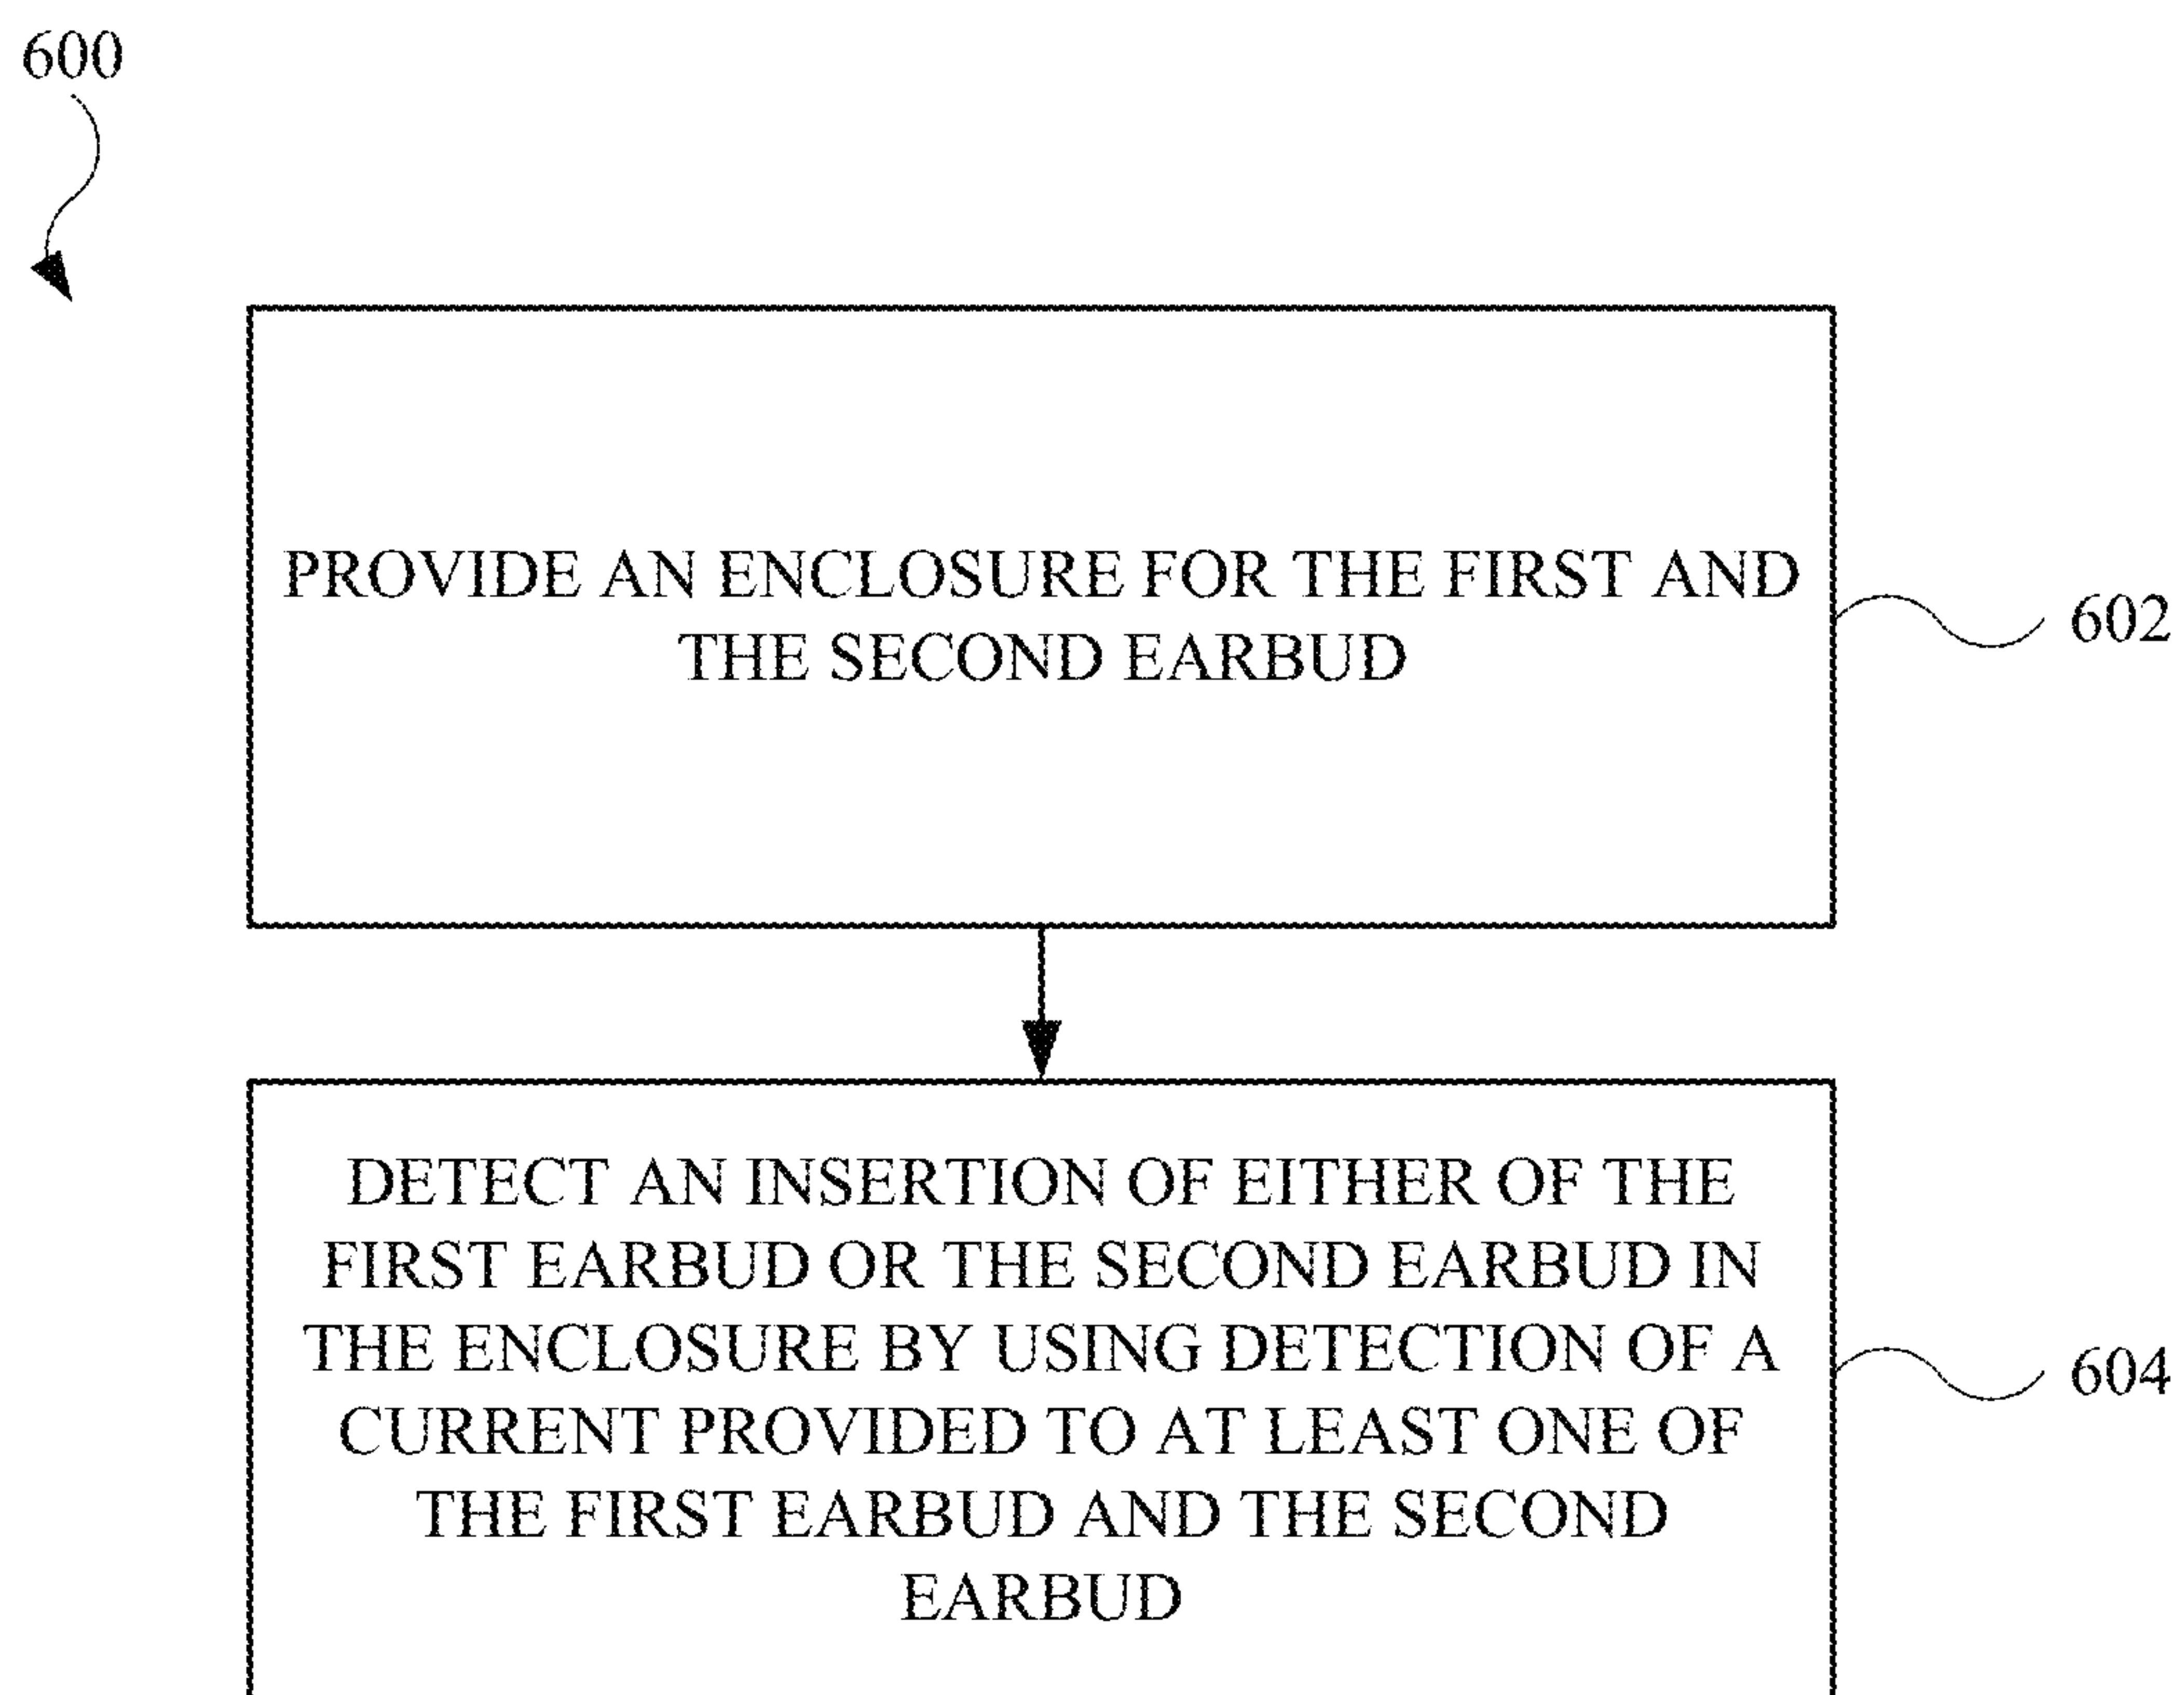 600
PROVIDE AN ENCLOSURE FOR THE FIRST AND
THE SECOND EARBUD
602
DETECT AN INSERTION OF EITHER OF THE
FIRST EARBUD OR THE SECOND EARBUD IN
THE ENCLOSURE BY USING DETECTION OF A
CURRENT PROVIDED TO AT LEAST ONE OF
THE FIRST EARBUD AND THE SECOND
EARBUD
604